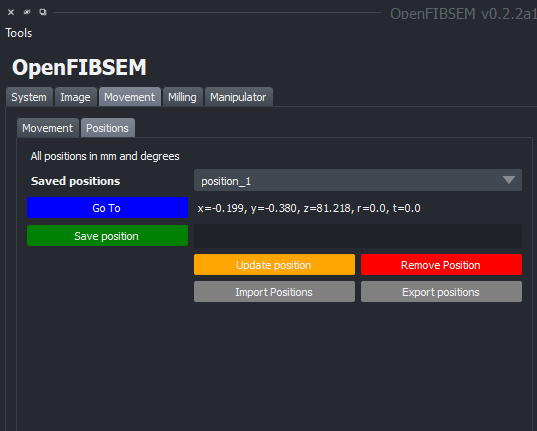 OpenFIBSEM v0.2.2a1
Tools
OpenFIBSEM
System Image Movement Milling Manipulator
Movement Positions
All positions in mm and degrees
Saved positions position_1
Go To x=-0.199, y=-0.380, z=81.218, r=0.0, t=0.0
Save position
Update position Remove Position
Import Positions Export positions